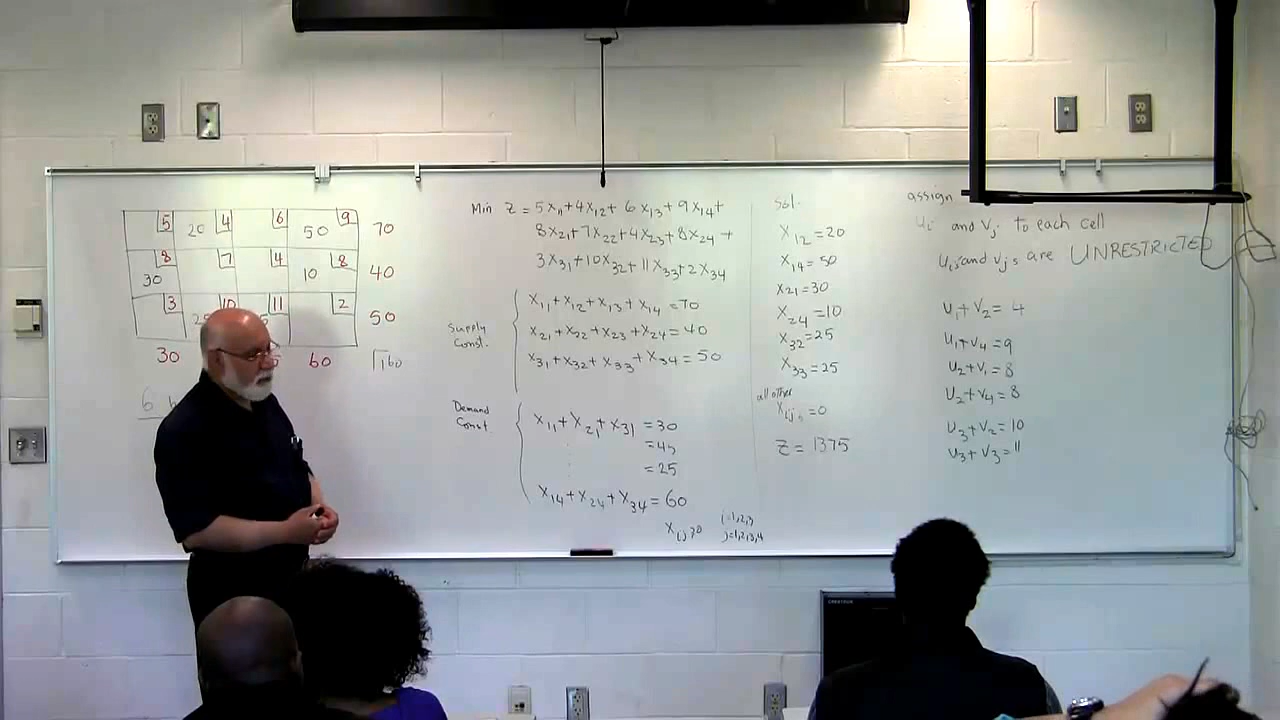 5 4 6 9
20 50 70
8 7 4 8
30 10 40
3 10 11 2
50
30 60 160
6
Min Z = 5x₁₁+4x₁₂+6x₁₃+9x₁₄+
8x₂₁+7x₂₂+4x₂₃+8x₂₄+
3x₃₁+10x₃₂+11x₃₃+2x₃₄
Supply
Const.
x₁₁+x₁₂+x₁₃+x₁₄=70
x₂₁+x₂₂+x₂₃+x₂₄=40
x₃₁+x₃₂+x₃₃+x₃₄=50
Demand
Const.
x₁₁+x₂₁+x₃₁=30
=45
=25
x₁₄+x₂₄+x₃₄=60
xᵢⱼ≥0
i=1,2,3
j=1,2,3,4
Sol.
x₁₂=20
x₁₄=50
x₂₁=30
x₂₄=10
x₃₂=25
x₃₃=25
all other
xᵢⱼ's=0
Z=1375
assign
uᵢ and vⱼ to each cell
uᵢ's and vⱼ's are UNRESTRICTED
u₁+v₂=4
u₁+v₄=9
u₂+v₁=8
u₂+v₄=8
u₃+v₂=10
u₃+v₃=11
CRESTRON